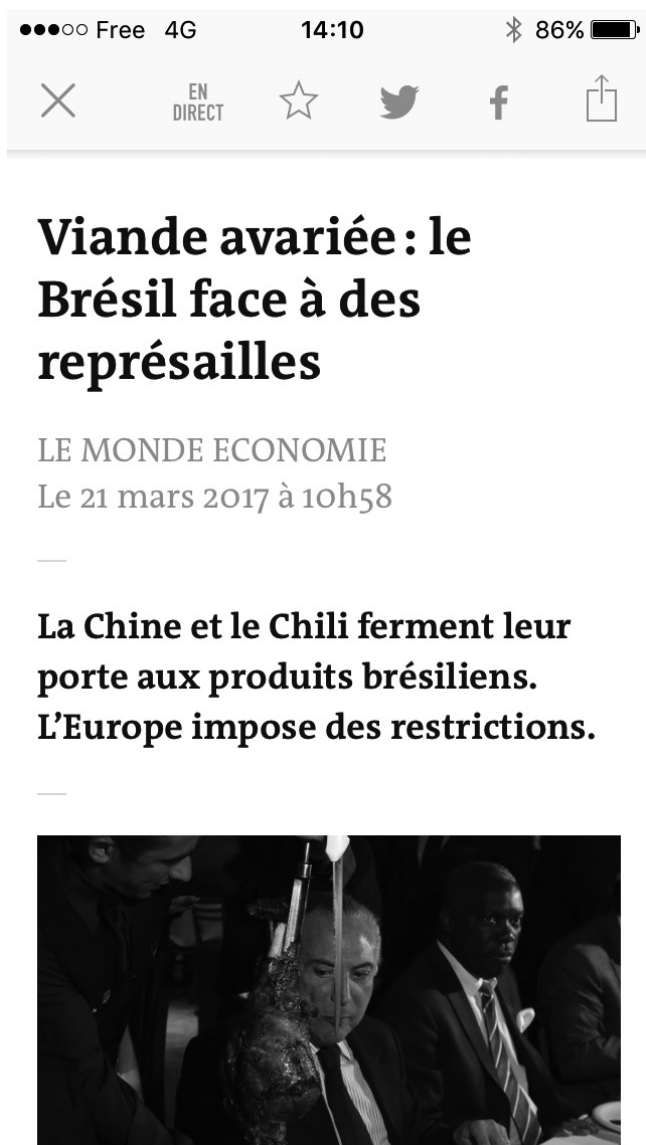 Free 4G 14:10 86%
EN
DIRECT
Viande avariée : le
Brésil face à des
représailles
LE MONDE ECONOMIE
Le 21 mars 2017 à 10h58
La Chine et le Chili ferment leur
porte aux produits brésiliens.
L’Europe impose des restrictions.